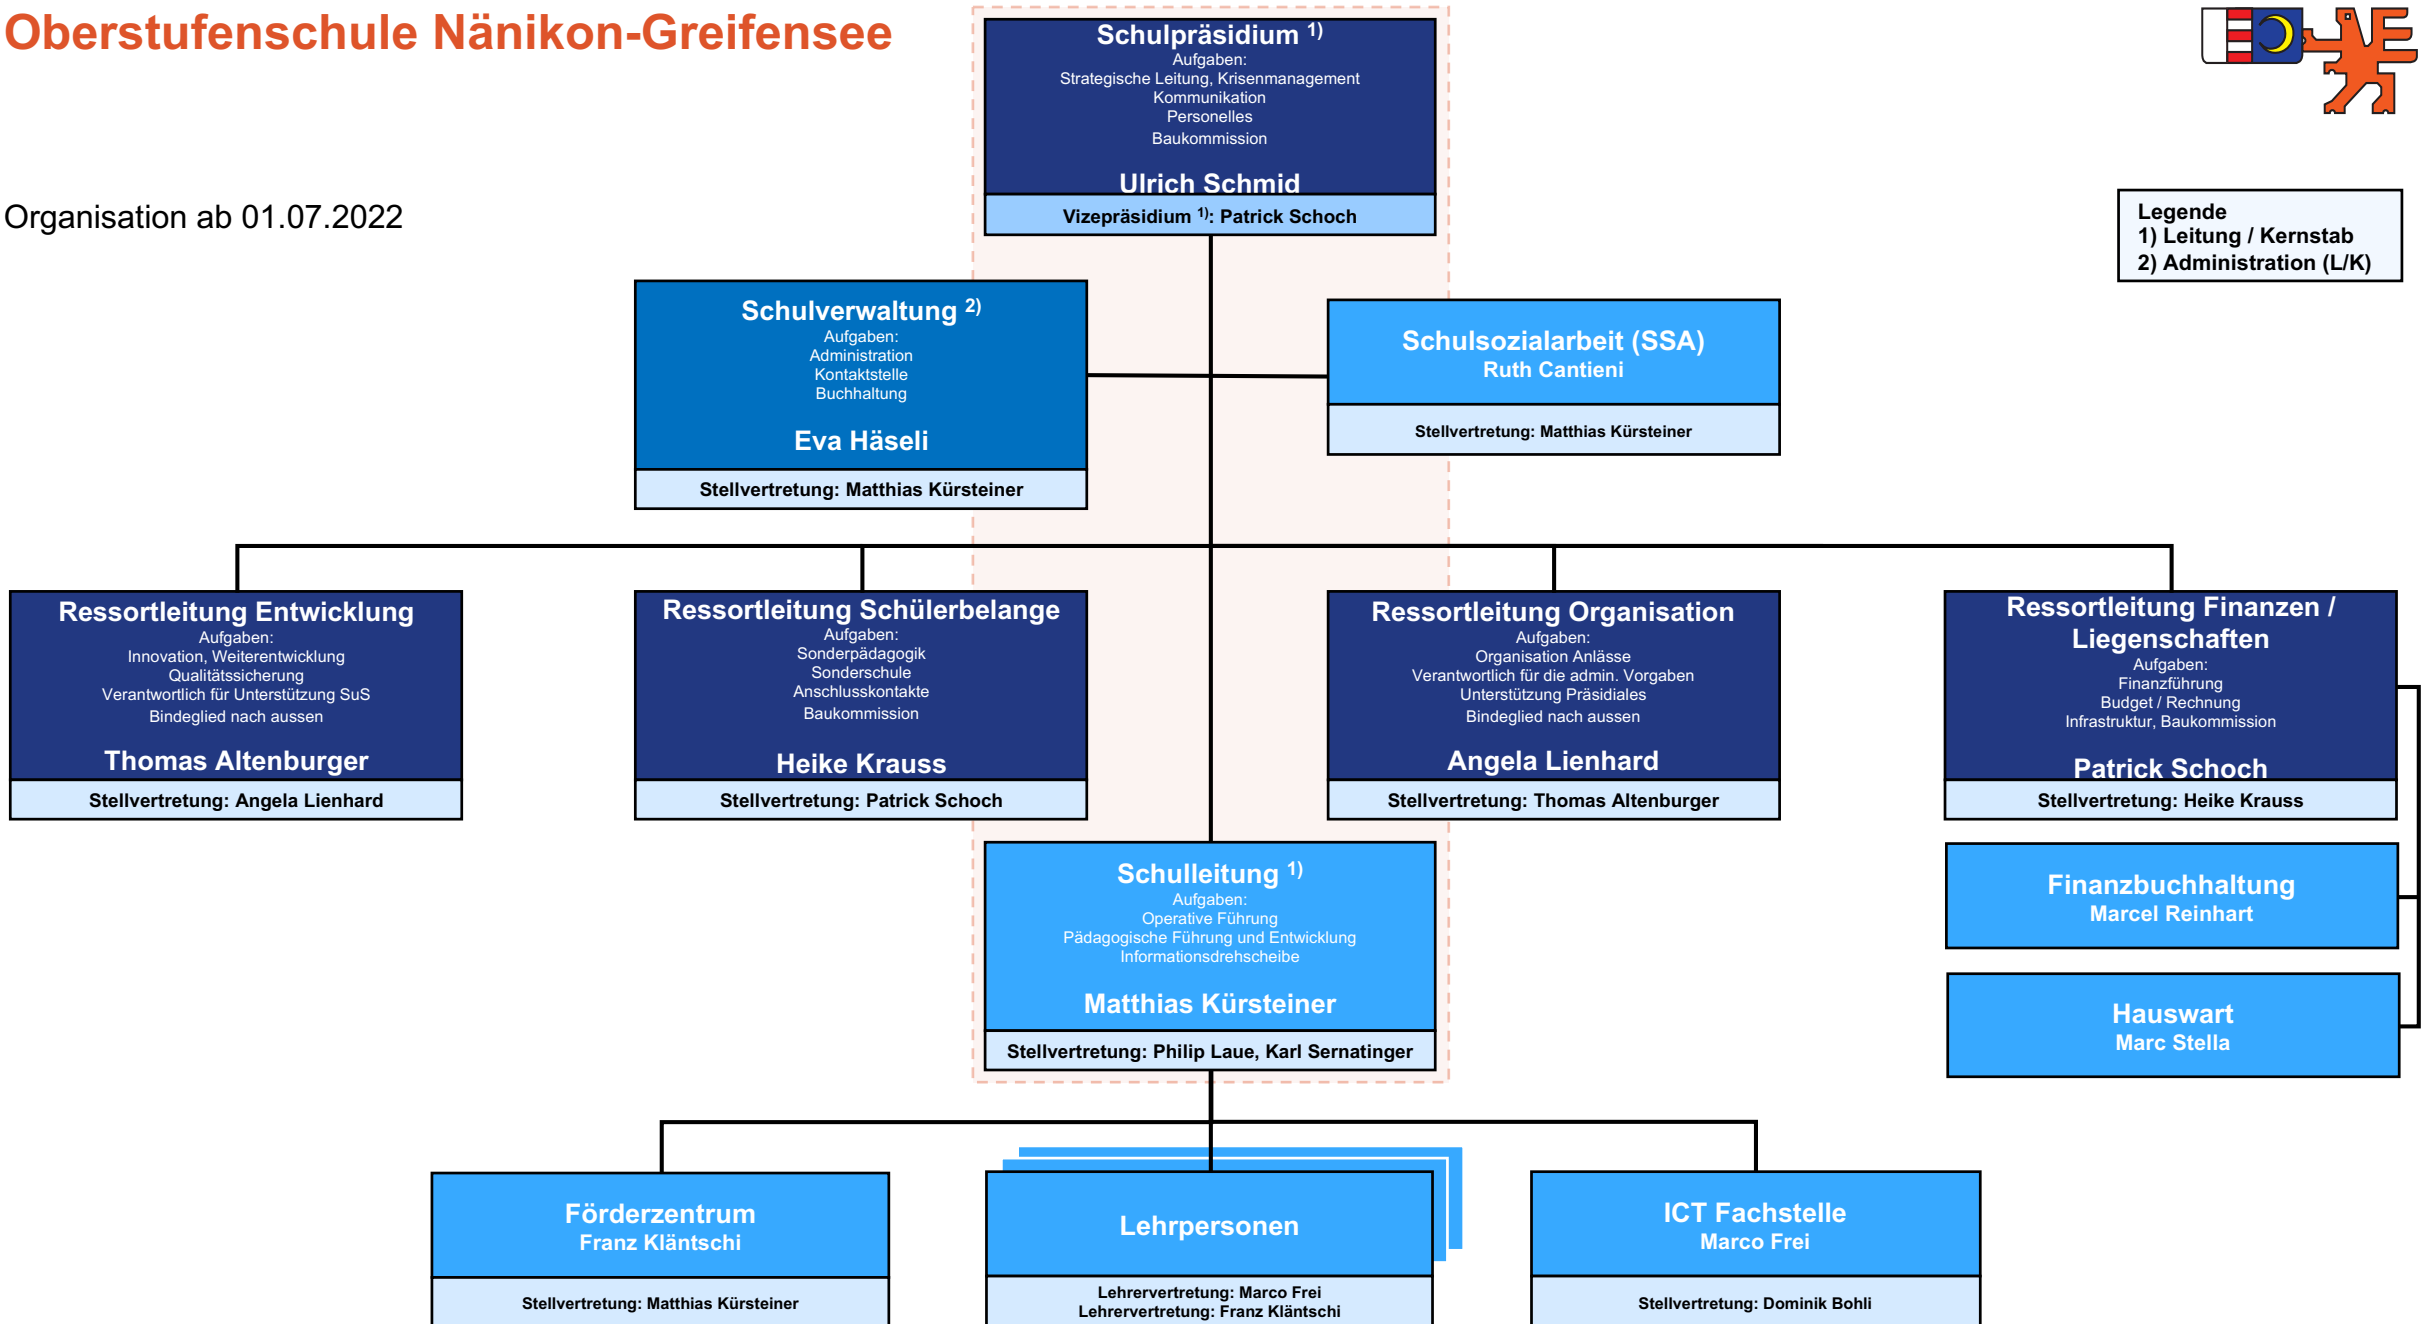 Oberstufenschule Nänikon-Greifensee
Organisation ab 01.07.2022
Schulpräsidium 1)
Aufgaben:
Strategische Leitung, Krisenmanagement
Kommunikation
Personelles
Baukommission
Ulrich Schmid
Vizepräsidium 1): Patrick Schoch
Legende
1) Leitung / Kernstab
2) Administration (L/K)
Schulverwaltung 2)
Aufgaben:
Administration
Kontaktstelle
Buchhaltung
Eva Häseli
Stellvertretung: Matthias Kürsteiner
Schulsozialarbeit (SSA)
Ruth Cantieni
Stellvertretung: Matthias Kürsteiner
Ressortleitung Entwicklung
Aufgaben:
Innovation, Weiterentwicklung
Qualitätssicherung
Verantwortlich für Unterstützung SuS
Bindeglied nach aussen
Thomas Altenburger
Stellvertretung: Angela Lienhard
Ressortleitung Schülerbelange
Aufgaben:
Sonderpädagogik
Sonderschule
Anschlusskontakte
Baukommission
Heike Krauss
Stellvertretung: Patrick Schoch
Ressortleitung Organisation
Aufgaben:
Organisation Anlässe
Verantwortlich für die admin. Vorgaben
Unterstützung Präsidiales
Bindeglied nach aussen
Angela Lienhard
Stellvertretung: Thomas Altenburger
Ressortleitung Finanzen /
Liegenschaften
Aufgaben:
Finanzführung
Budget / Rechnung
Infrastruktur, Baukommission
Patrick Schoch
Stellvertretung: Heike Krauss
Schulleitung 1)
Aufgaben:
Operative Führung
Pädagogische Führung und Entwicklung
Informationsdrehscheibe
Matthias Kürsteiner
Stellvertretung: Philip Laue, Karl Sernatinger
Finanzbuchhaltung
Marcel Reinhart
Hauswart
Marc Stella
Förderzentrum
Franz Kläntschi
Stellvertretung: Matthias Kürsteiner
Lehrpersonen
Lehrervertretung: Marco Frei
Lehrervertretung: Franz Kläntschi
ICT Fachstelle
Marco Frei
Stellvertretung: Dominik Bohli